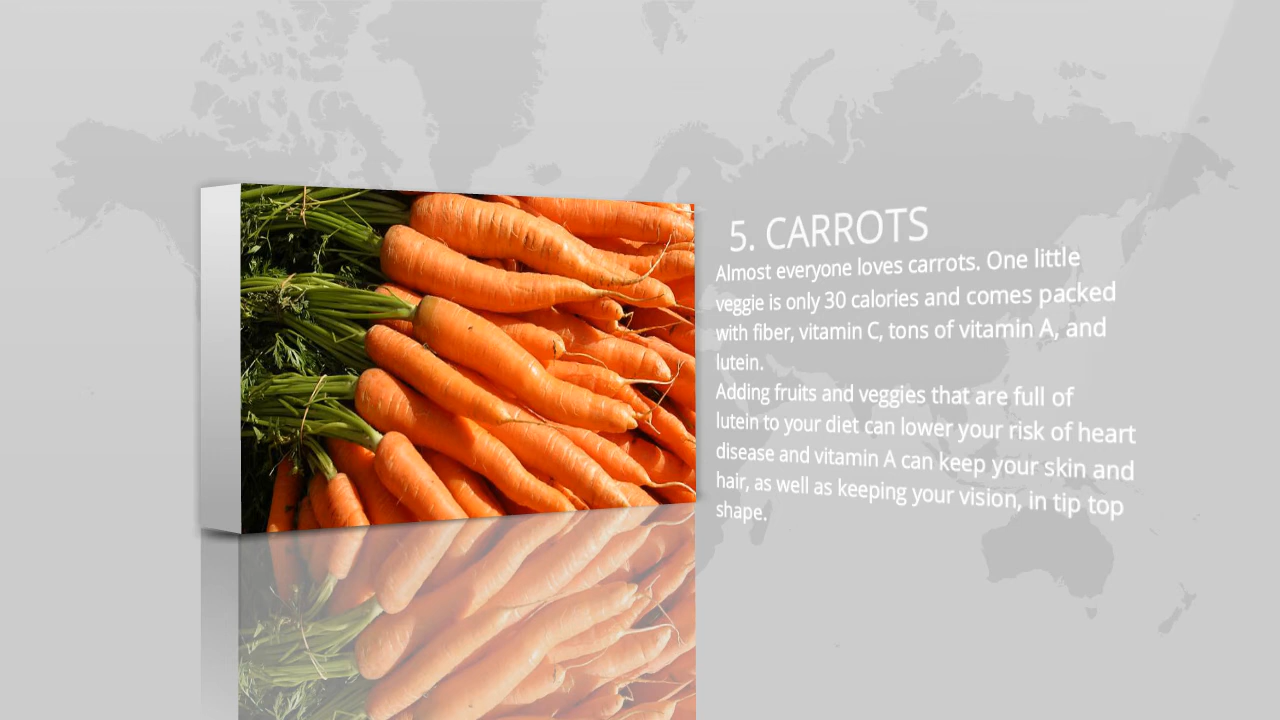 5. CARROTS
Almost everyone loves carrots. One little
veggie is only 30 calories and comes packed
with fiber, vitamin C, tons of vitamin A, and
lutein.
Adding fruits and veggies that are full of
lutein to your diet can lower your risk of heart
disease and vitamin A can keep your skin and
hair, as well as keeping your vision, in tip top
shape.